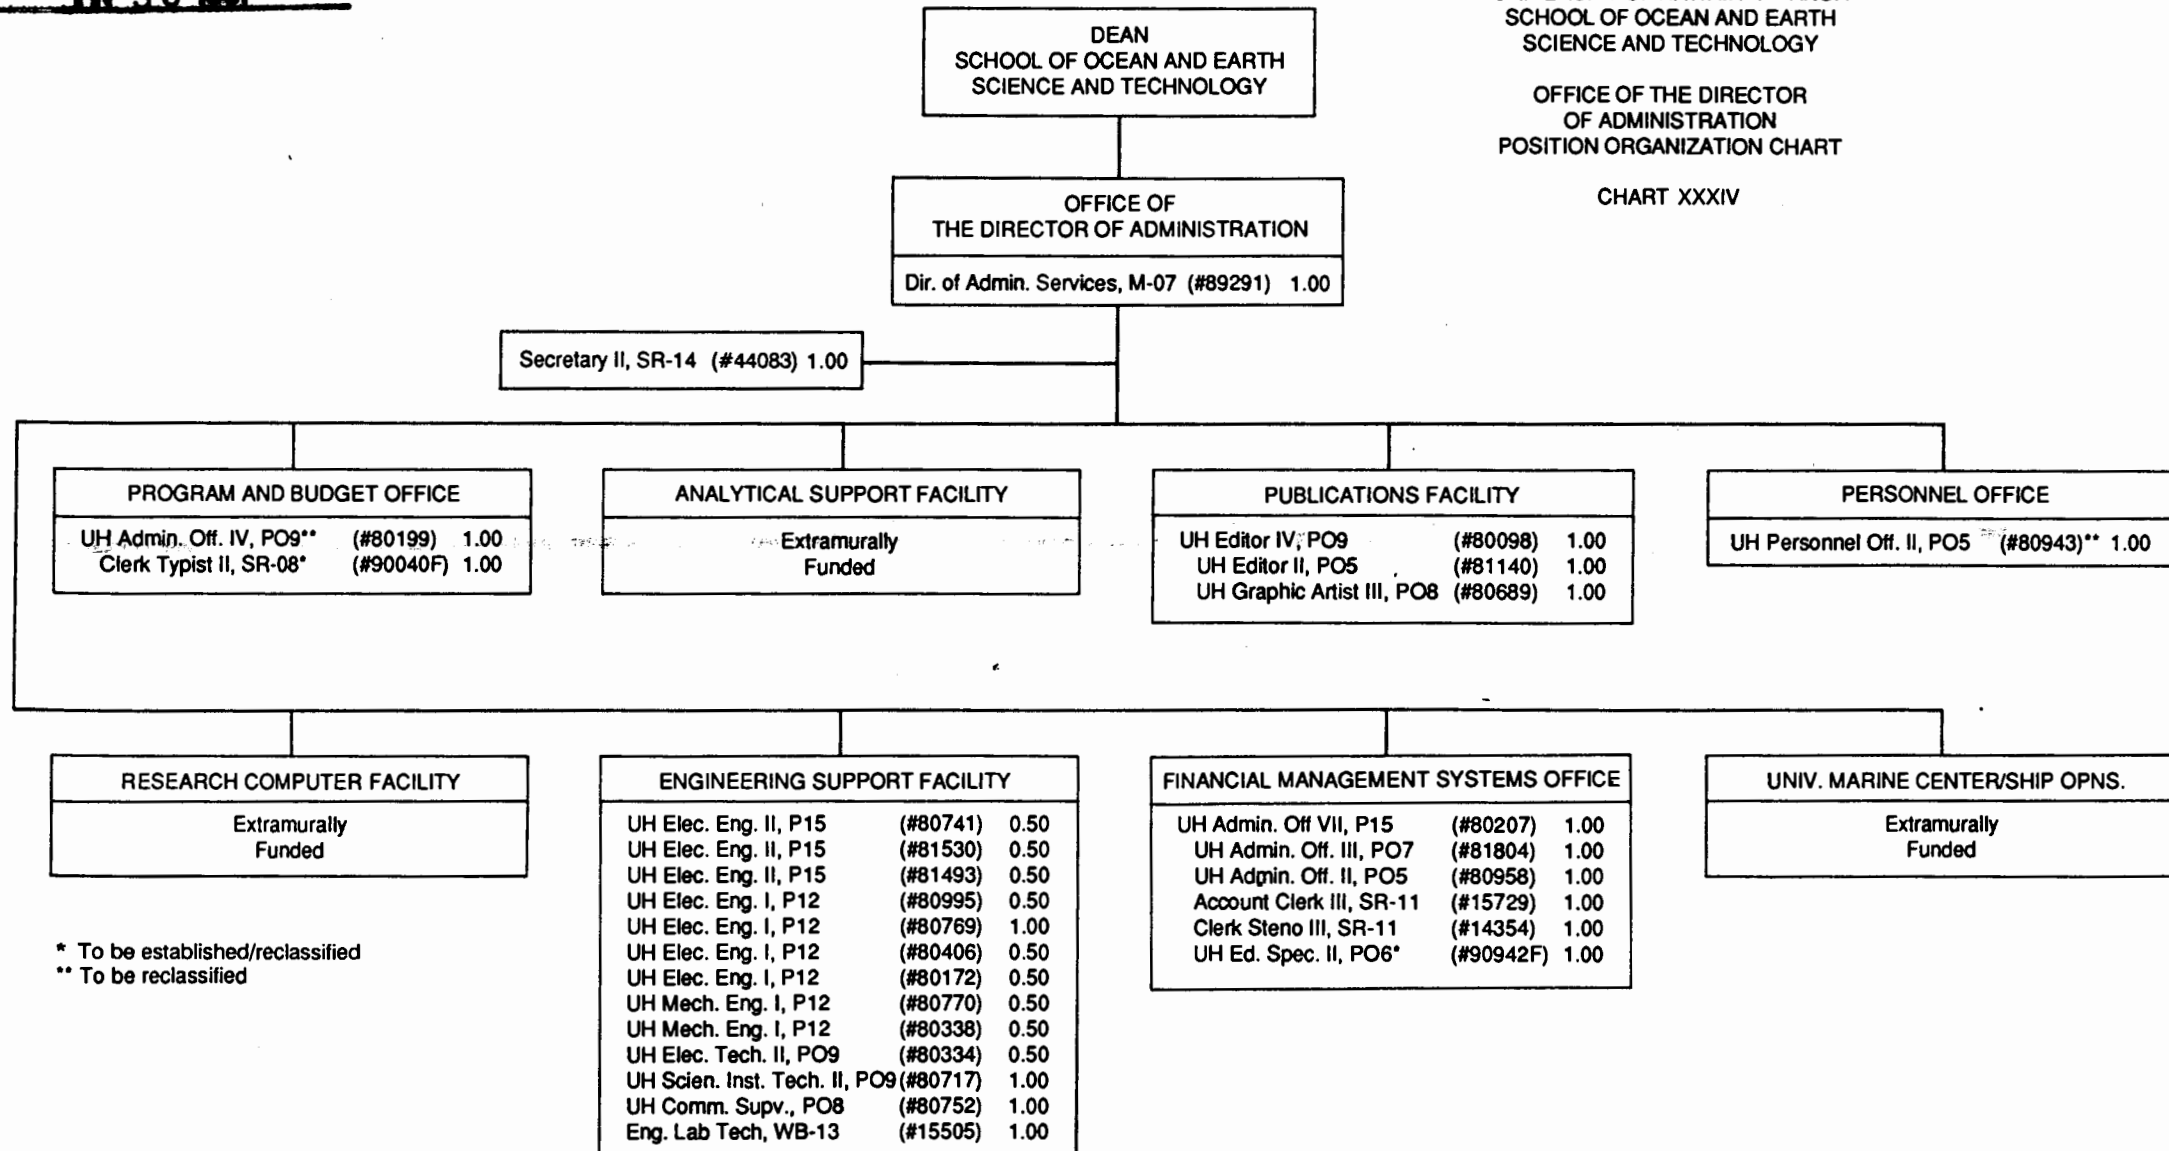 SCHOOL OF OCEAN AND EARTH
SCIENCE AND TECHNOLOGY
OFFICE OF THE DIRECTOR
OF ADMINISTRATION
POSITION ORGANIZATION CHART
CHART XXXIV
DEAN
SCHOOL OF OCEAN AND EARTH
SCIENCE AND TECHNOLOGY
OFFICE OF
THE DIRECTOR OF ADMINISTRATION
Dir. of Admin. Services, M-07 (#89291) 1.00
Secretary II, SR-14 (#44083) 1.00
PROGRAM AND BUDGET OFFICE
UH Admin. Off. IV, PO9** (#80199) 1.00
Clerk Typist II, SR-08* (#90040F) 1.00
ANALYTICAL SUPPORT FACILITY
Extramurally
Funded
PUBLICATIONS FACILITY
UH Editor IV, PO9 (#80098) 1.00
UH Editor II, PO5 (#81140) 1.00
UH Graphic Artist III, PO8 (#80689) 1.00
PERSONNEL OFFICE
UH Personnel Off. II, PO5 (#80943)** 1.00
RESEARCH COMPUTER FACILITY
Extramurally
Funded
ENGINEERING SUPPORT FACILITY
UH Elec. Eng. II, P15 (#80741) 0.50
UH Elec. Eng. II, P15 (#81530) 0.50
UH Elec. Eng. II, P15 (#81493) 0.50
UH Elec. Eng. I, P12 (#80995) 0.50
UH Elec. Eng. I, P12 (#80769) 1.00
UH Elec. Eng. I, P12 (#80406) 0.50
UH Elec. Eng. I, P12 (#80172) 0.50
UH Mech. Eng. I, P12 (#80770) 0.50
UH Mech. Eng. I, P12 (#80338) 0.50
UH Elec. Tech. II, PO9 (#80334) 0.50
UH Scien. Inst. Tech. II, PO9 (#80717) 1.00
UH Comm. Supv., PO8 (#80752) 1.00
Eng. Lab Tech, WB-13 (#15505) 1.00
FINANCIAL MANAGEMENT SYSTEMS OFFICE
UH Admin. Off VII, P15 (#80207) 1.00
UH Admin. Off. III, PO7 (#81804) 1.00
UH Admin. Off. II, PO5 (#80958) 1.00
Account Clerk III, SR-11 (#15729) 1.00
Clerk Steno III, SR-11 (#14354) 1.00
UH Ed. Spec. II, PO6* (#90942F) 1.00
UNIV. MARINE CENTER/SHIP OPNS.
Extramurally
Funded
* To be established/reclassified
** To be reclassified